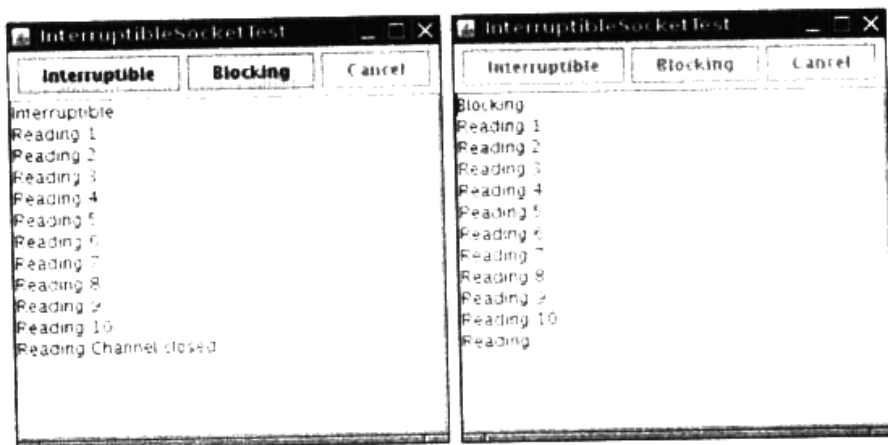 InterruptibleSocketTest
Interruptible Blocking Cancel
Interruptible
Reading 1
Reading 2
Reading 3
Reading 4
Reading 5
Reading 6
Reading 7
Reading 8
Reading 9
Reading 10
Reading Channel closed
InterruptibleSocketTest
Interruptible Blocking Cancel
Blocking
Reading 1
Reading 2
Reading 3
Reading 4
Reading 5
Reading 6
Reading 7
Reading 8
Reading 9
Reading 10
Reading